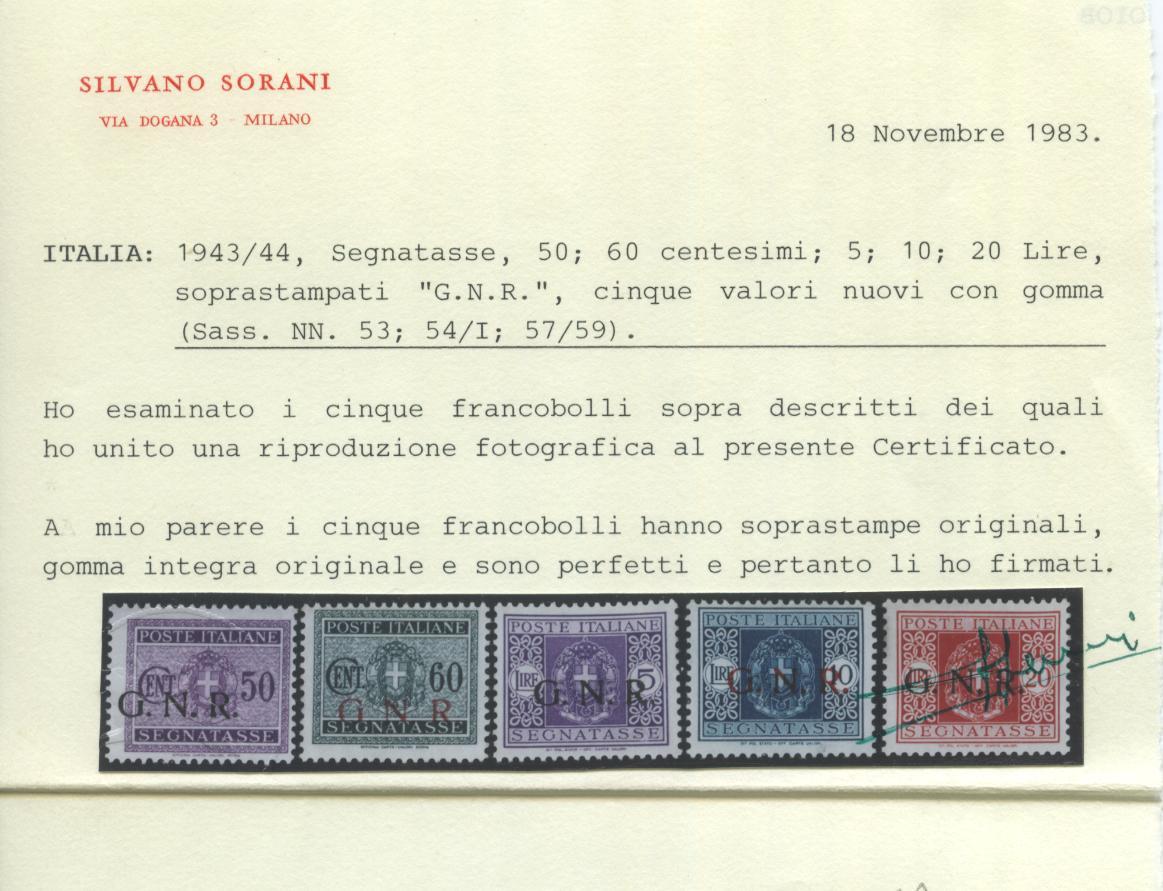 SILVANO SORANI
VIA DOGANA 3 - MILANO
18 Novembre 1983.
ITALIA: 1943/44, Segnatasse, 50; 60 centesimi; 5; 10; 20 Lire,
soprastampati "G.N.R.", cinque valori nuovi con gomma
(Sass. NN. 53; 54/I; 57/59).
Ho esaminato i cinque francobolli sopra descritti dei quali
ho unito una riproduzione fotografica al presente Certificato.
A mio parere i cinque francobolli hanno soprastampe originali,
gomma integra originale e sono perfetti e pertanto li ho firmati.
POSTE ITALIANE
CENT. 50
G. N. R.
SEGNATASSE
POSTE ITALIANE
CENT. 60
G N R
SEGNATASSE
POSTE ITALIANE
LIRE 5
G. N. R.
SEGNATASSE
POSTE ITALIANE
LIRE 10
G. N. R.
SEGNATASSE
POSTE ITALIANE
LIRE 20
G. N. R.
SEGNATASSE